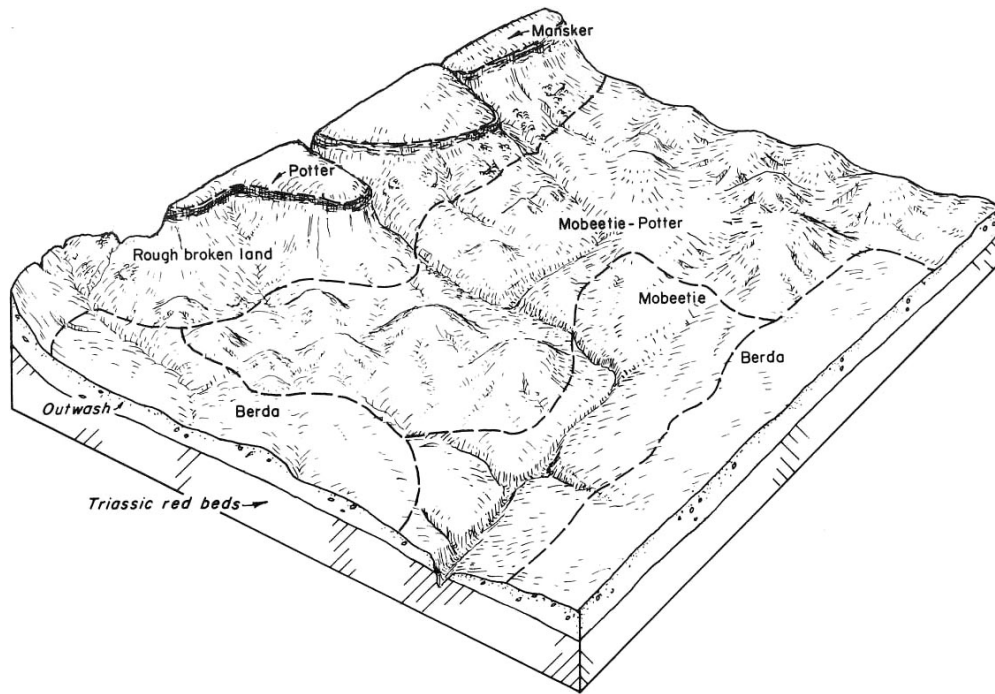 Mansker
Potter
Mobeetie-Potter
Rough broken land
Mobeetie
Berda
Outwash
Berda
Triassic red beds